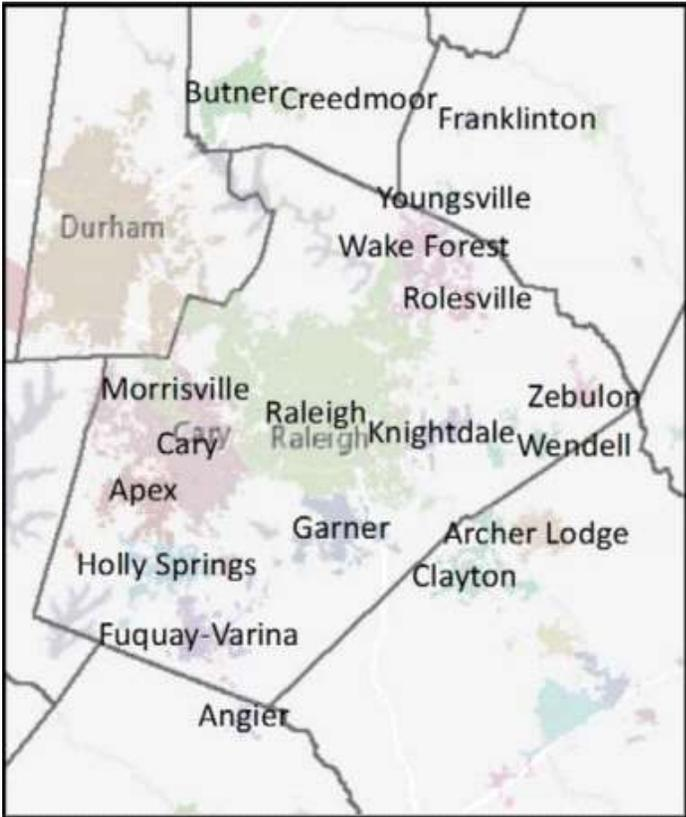 Butner
Creedmoor
Franklinton
Youngsville
Durham
Wake Forest
Rolesville
Morrisville
Zebulon
Raleigh
Cary
Raleigh
Knightdale
Cary
Wendell
Apex
Garner
Archer Lodge
Holly Springs
Clayton
Fuquay-Varina
Angier